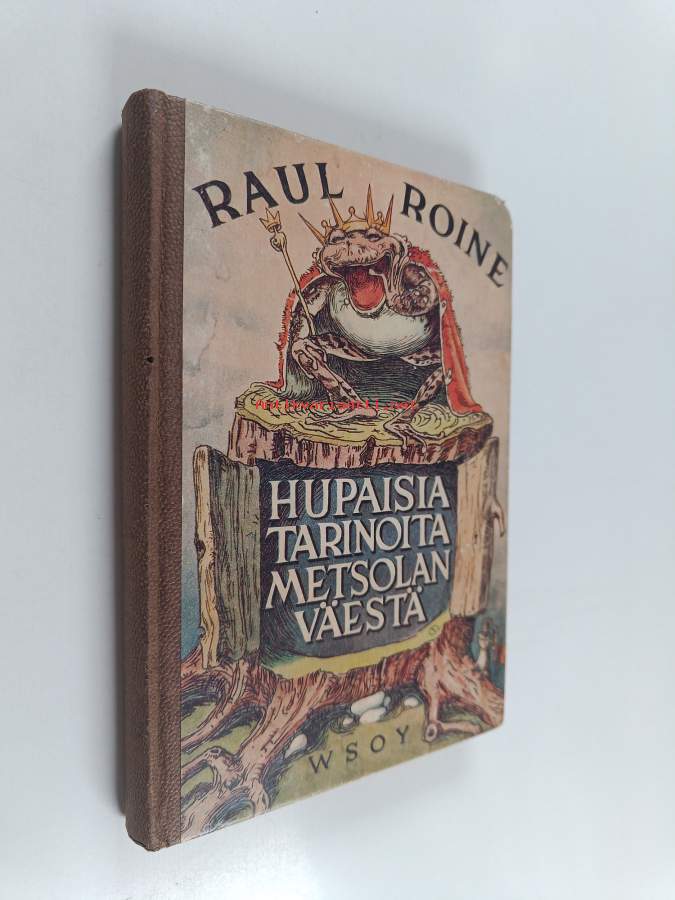 RAUL ROINE
HUPAISIA
TARINOITA
METSOLAN
VÄESTÄ
WSOY